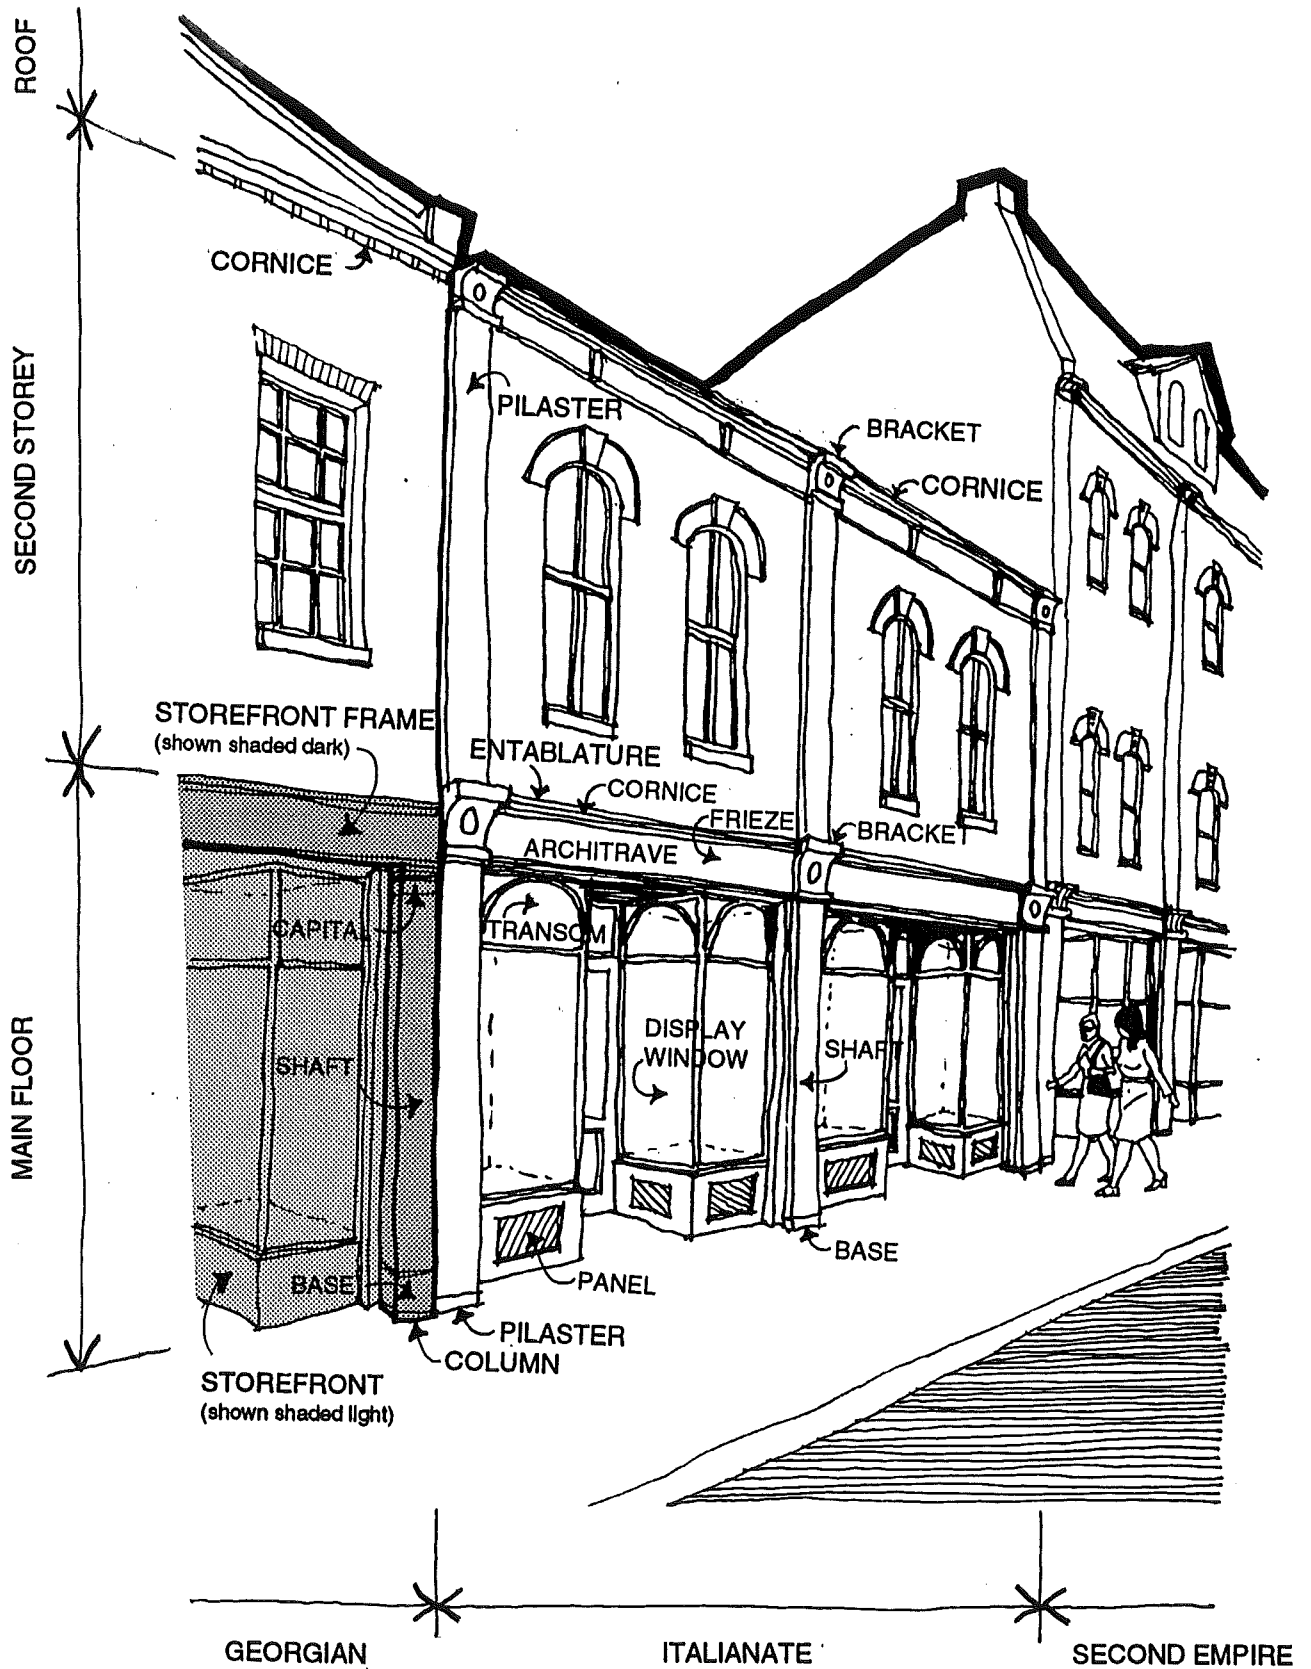 ROOF
CORNICE
SECOND STOREY
PILASTER
BRACKET
CORNICE
STOREFRONT FRAME
(shown shaded dark)
ENTABLATURE
CORNICE
FRIEZE
BRACKET
ARCHITRAVE
CAPITAL
TRANSOM
MAIN FLOOR
DISPLAY
WINDOW
SHAFT
SHAFT
BASE
BASE
PANEL
PILASTER
COLUMN
STOREFRONT
(shown shaded light)
GEORGIAN
ITALIANATE
SECOND EMPIRE